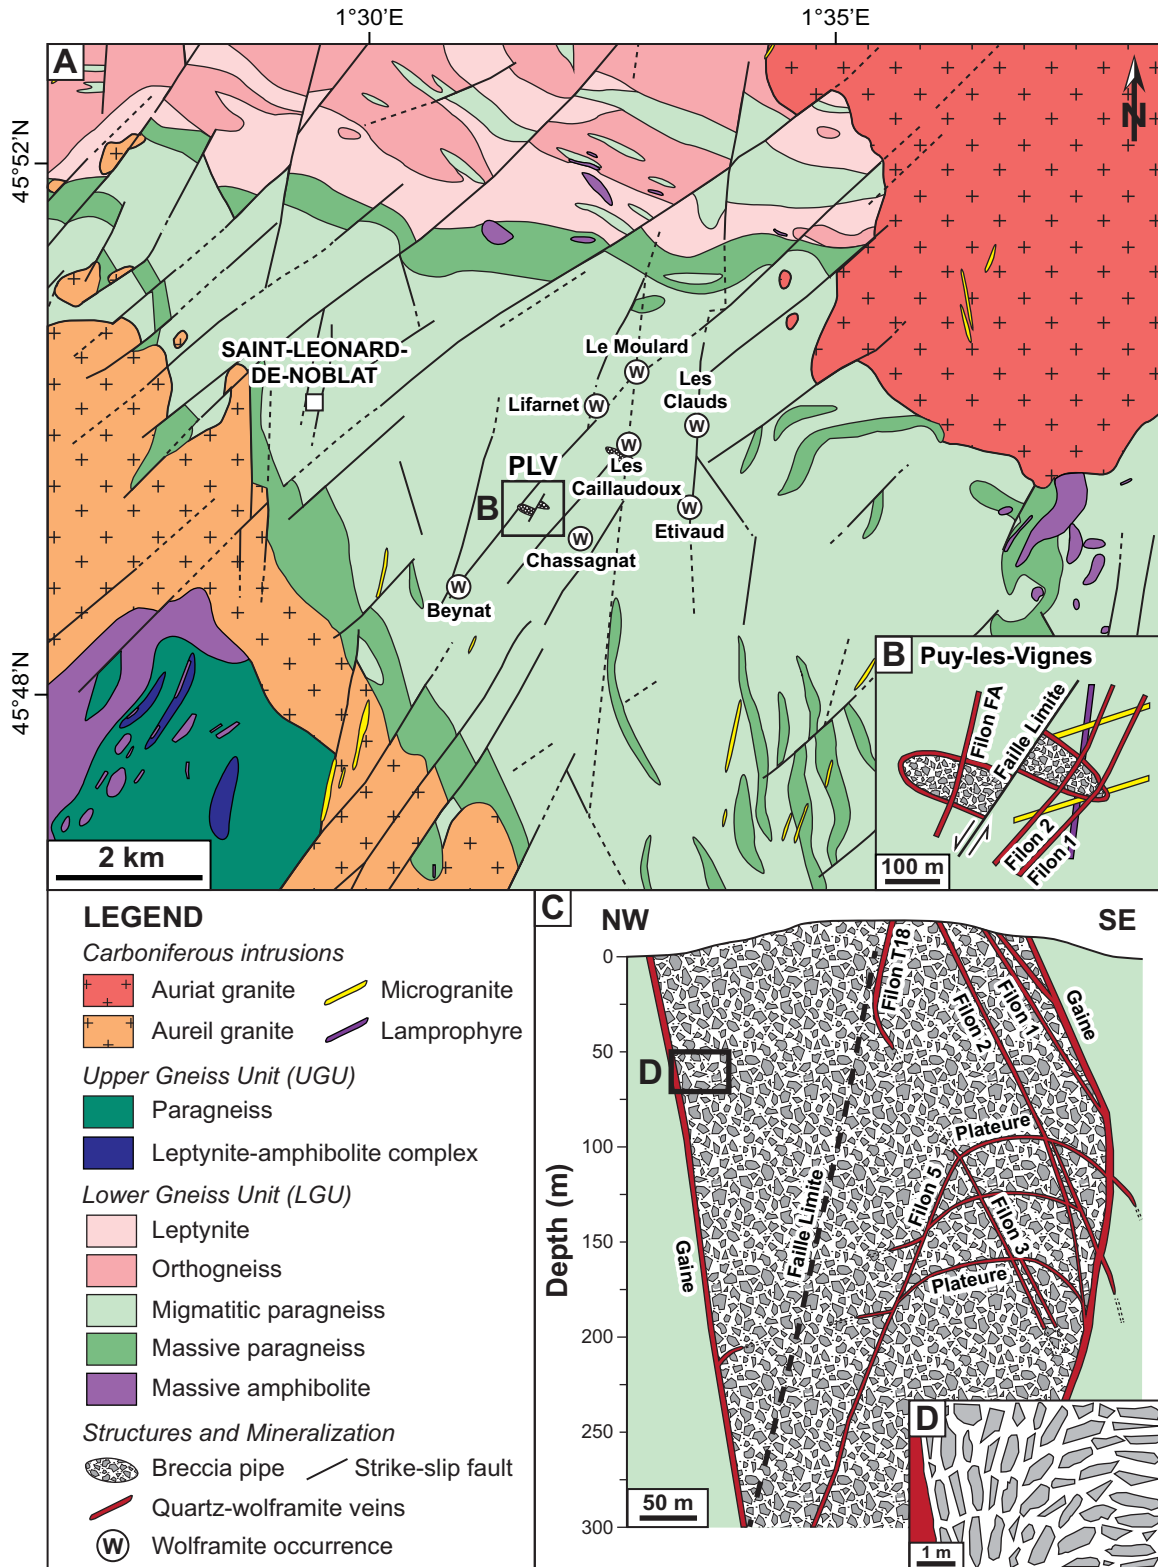 1°30'E
1°35'E
A
N
45°52'N
45°48'N
SAINT-LEONARD-
DE-NOBLAT
Le Moulard
Les
Clauds
Lifarnet
W
W
W
W
PLV
Les
Caillaudoux
B
W
Etivaud
W
Chassagnat
W
Beynat
2 km
B
Puy-les-Vignes
Filon FA
Faille Limite
Filon 2
Filon 1
100 m
LEGEND
Carboniferous intrusions
Auriat granite
Microgranite
Aureil granite
Lamprophyre
Upper Gneiss Unit (UGU)
Paragneiss
Leptynite-amphibolite complex
Lower Gneiss Unit (LGU)
Leptynite
Orthogneiss
Migmatitic paragneiss
Massive paragneiss
Massive amphibolite
Structures and Mineralization
Breccia pipe
Strike-slip fault
Quartz-wolframite veins
W
Wolframite occurrence
C
NW
SE
Depth (m)
0
50
100
150
200
250
300
D
Filon T18
Filon 2
Filon 1
Gaine
Plateure
Filon 5
Filon 3
Faille Limite
Gaine
Plateure
50 m
D
1 m